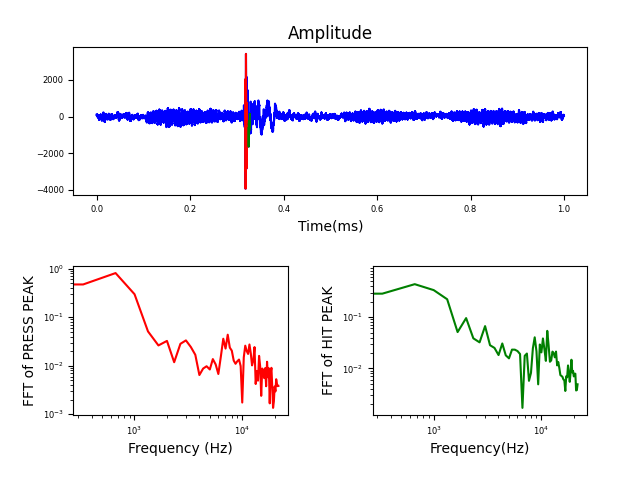 Amplitude
2000
0
−2000
−4000
0.0 0.2 0.4 0.6 0.8 1.0
Time(ms)
FFT of PRESS PEAK
10⁰
10⁻¹
10⁻²
10⁻³
10³ 10⁴
Frequency (Hz)
FFT of HIT PEAK
10⁻¹
10⁻²
10³ 10⁴
Frequency(Hz)